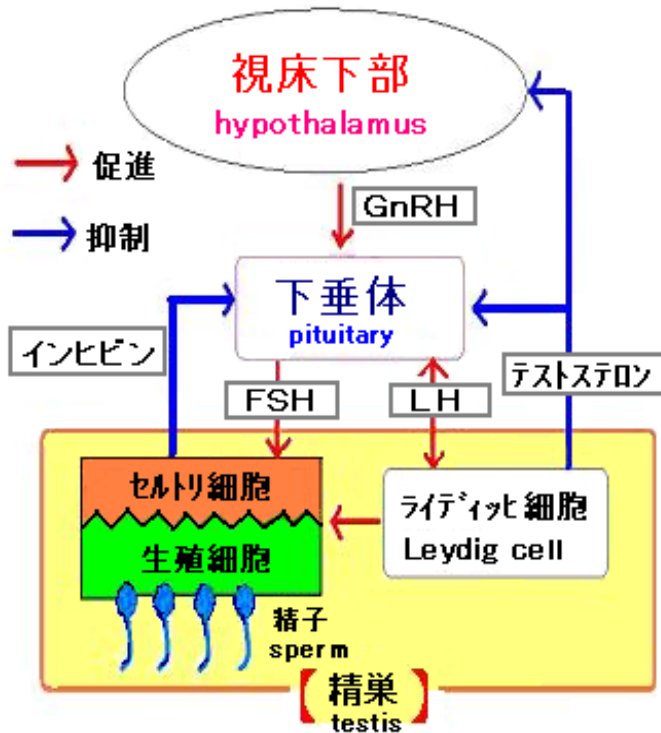 視床下部
hypothalamus
促進
GnRH
抑制
下垂体
pituitary
インヒビン
テストステロン
FSH
LH
セルトリ細胞
ライディッヒ細胞
Leydig cell
生殖細胞
精子
sperm
【精巣】
testis